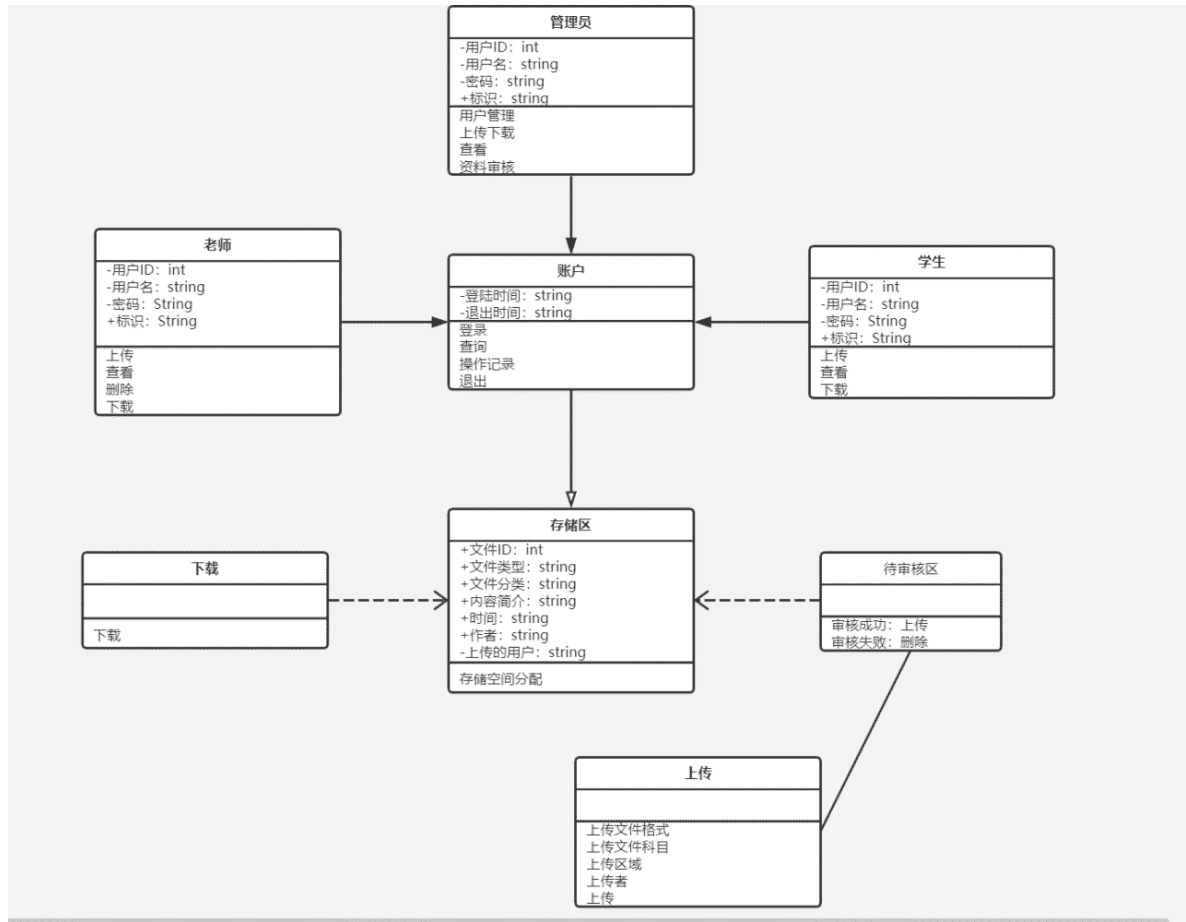 管理员
-用户ID：int
-用户名：string
-密码：string
+标识：string
用户管理
上传下载
查看
资料审核
老师
-用户ID：int
-用户名：string
-密码：String
+标识：String
上传
查看
删除
下载
账户
-登陆时间：string
-退出时间：string
登录
查询
操作记录
退出
学生
-用户ID：int
-用户名：string
-密码：String
+标识：String
上传
查看
下载
下载
下载
存储区
+文件ID：int
+文件类型：string
+文件分类：string
+内容简介：string
+时间：string
+作者：string
-上传的用户：string
存储空间分配
待审核区
审核成功：上传
审核失败：删除
上传
上传文件格式
上传文件科目
上传区域
上传者
上传